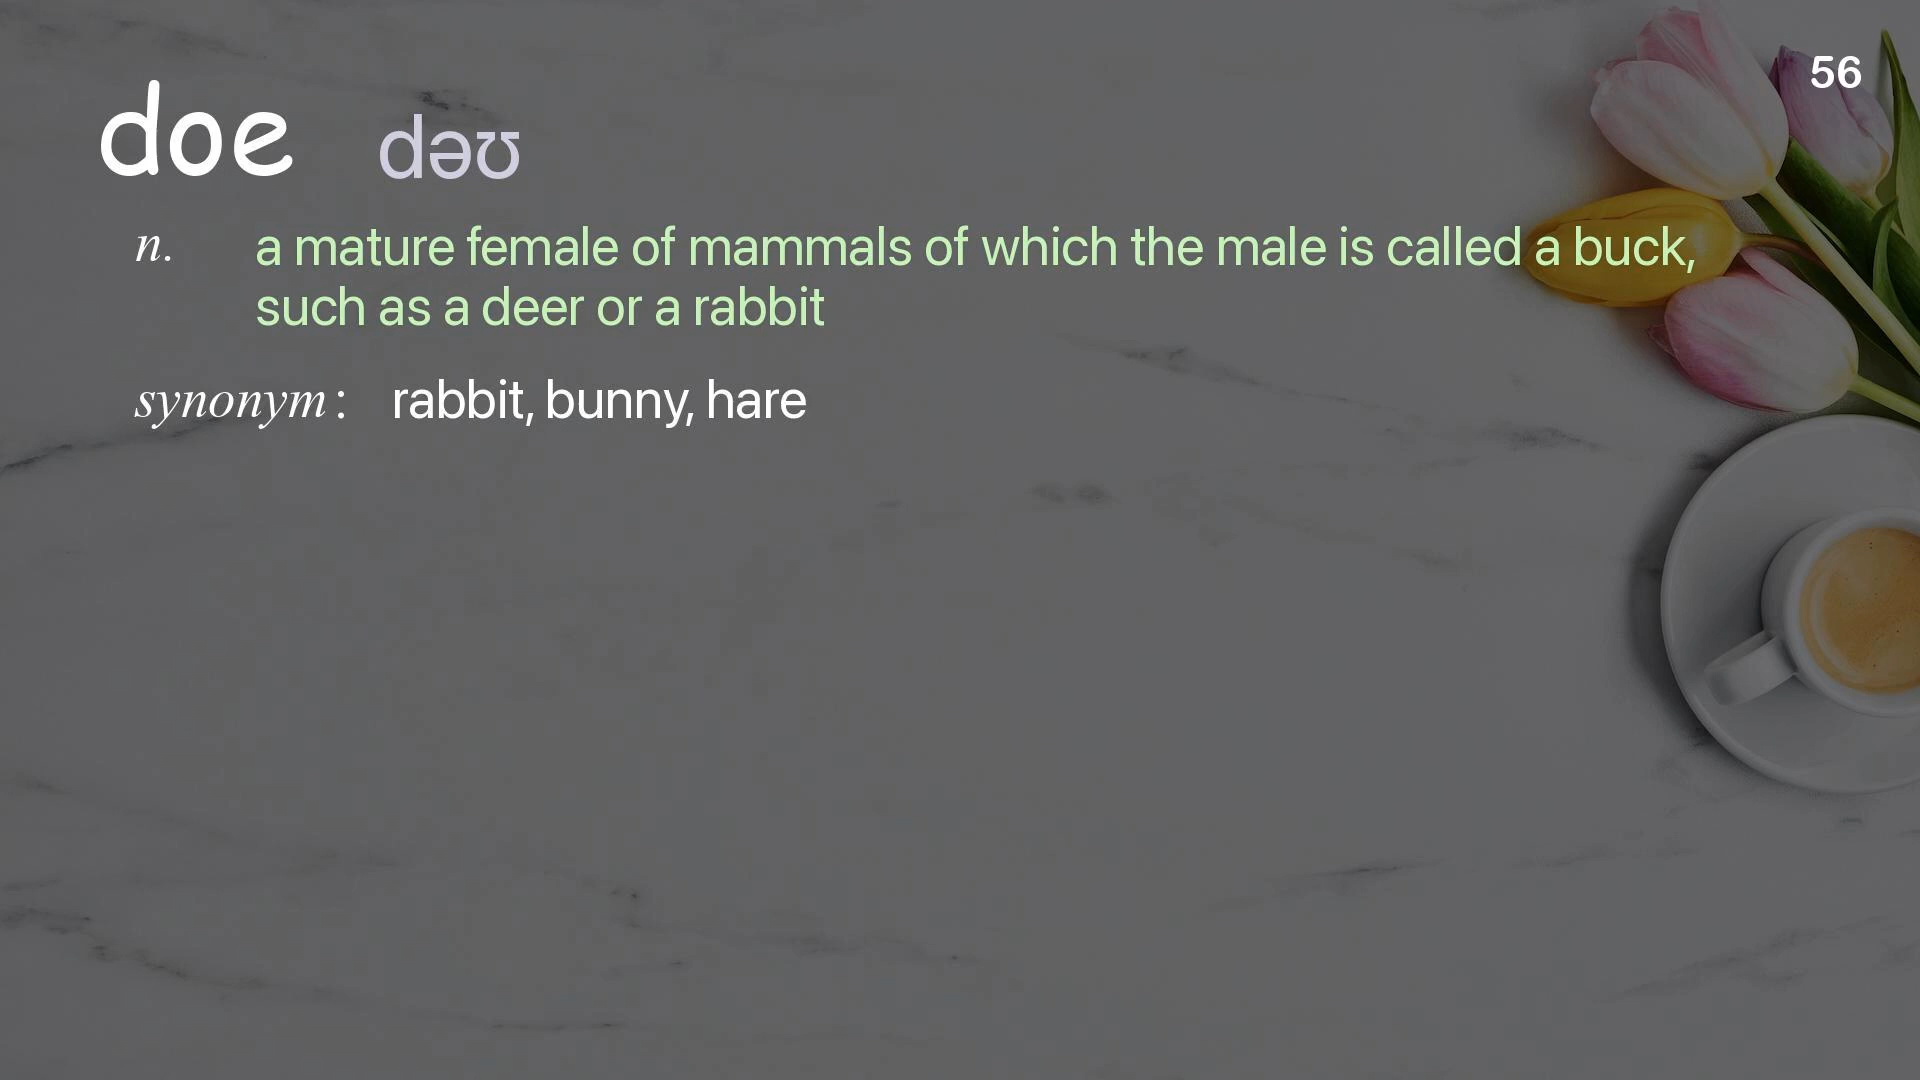 56
doe dəʊ
n. a mature female of mammals of which the male is called a buck,
such as a deer or a rabbit
synonym: rabbit, bunny, hare